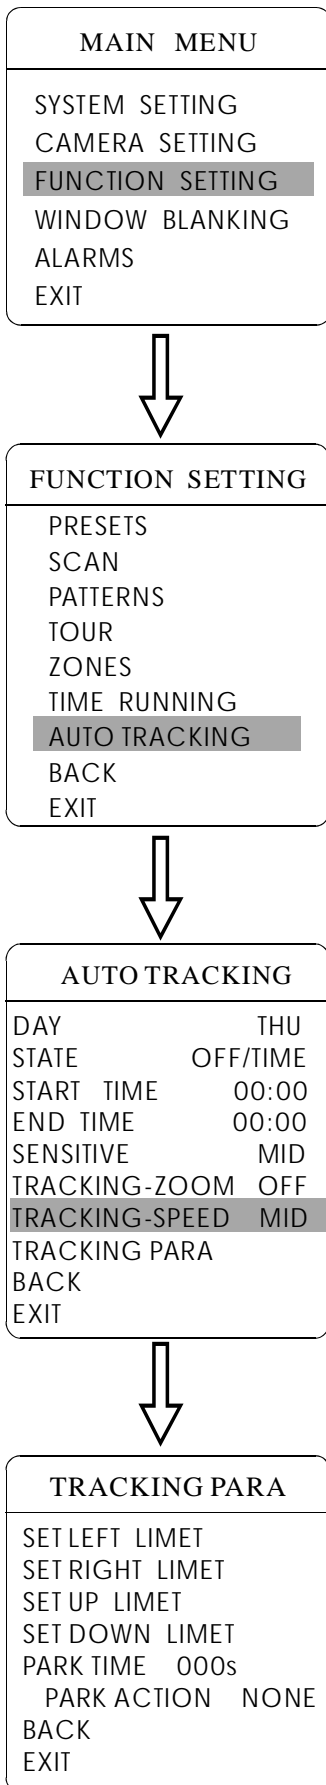 MAIN MENU
SYSTEM SETTING
CAMERA SETTING
FUNCTION SETTING
WINDOW BLANKING
ALARMS
EXIT
FUNCTION SETTING
PRESETS
SCAN
PATTERNS
TOUR
ZONES
TIME RUNNING
AUTO TRACKING
BACK
EXIT
AUTO TRACKING
DAY THU
STATE OFF/TIME
START TIME 00:00
END TIME 00:00
SENSITIVE MID
TRACKING-ZOOM OFF
TRACKING-SPEED MID
TRACKING PARA
BACK
EXIT
TRACKING PARA
SET LEFT LIMET
SET RIGHT LIMET
SET UP LIMET
SET DOWN LIMET
PARK TIME 000s
PARK ACTION NONE
BACK
EXIT